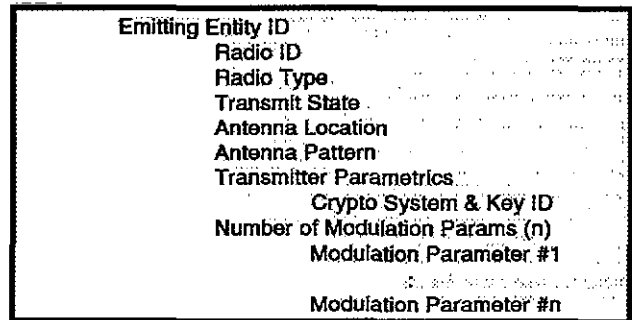 Emitting Entity ID
Radio ID
Radio Type
Transmit State
Antenna Location
Antenna Pattern
Transmitter Parametrics
Crypto System & Key ID
Number of Modulation Params (n)
Modulation Parameter #1
Modulation Parameter #n